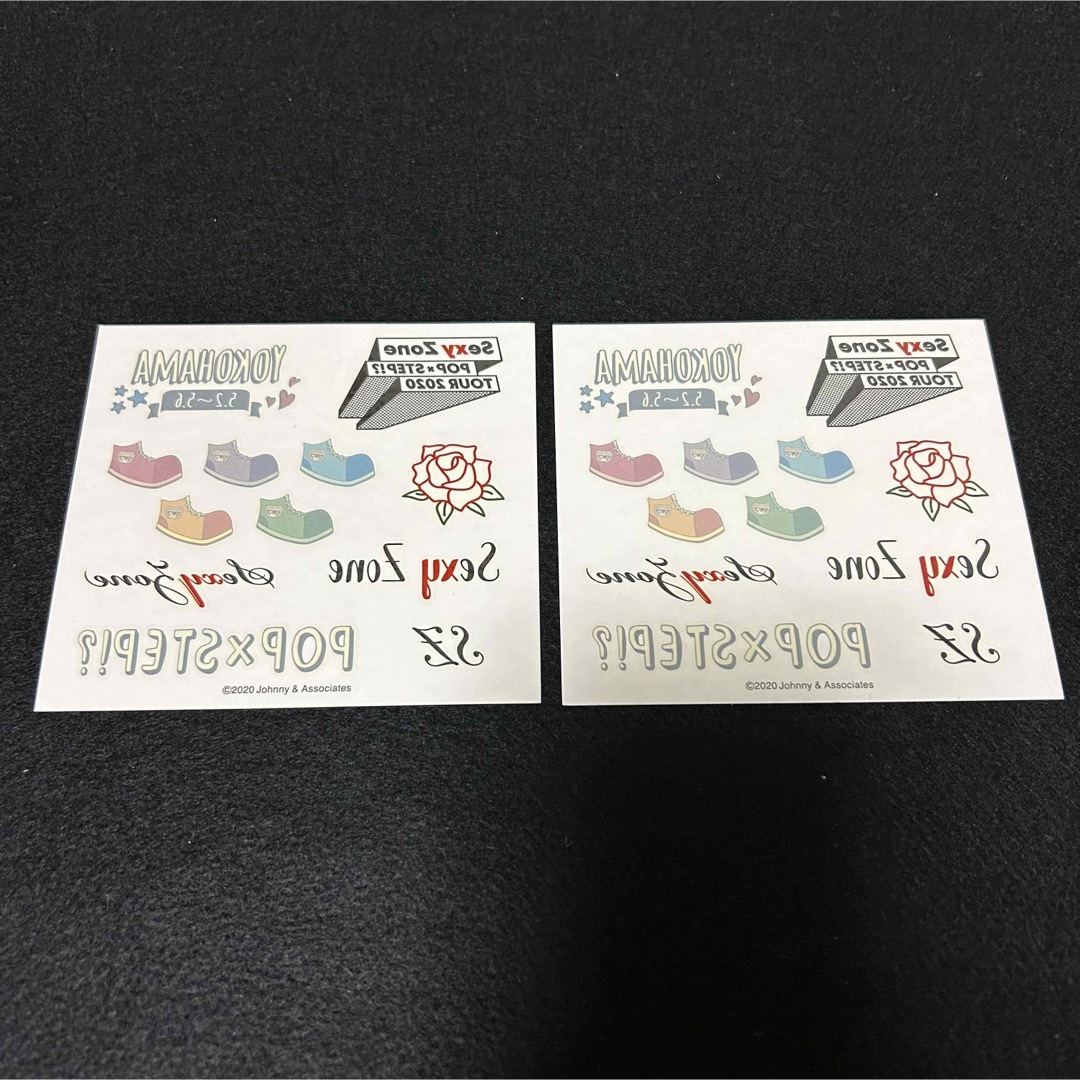 YOKOHAMA
5.2~5.6
Sexy Zone
POP×STEP!?
TOUR 2020
Sexy Zone
Sexy Zone
POP×STEP!?
SZ
©2020 Johnny & Associates
YOKOHAMA
5.2~5.6
Sexy Zone
POP×STEP!?
TOUR 2020
Sexy Zone
Sexy Zone
POP×STEP!?
SZ
©2020 Johnny & Associates